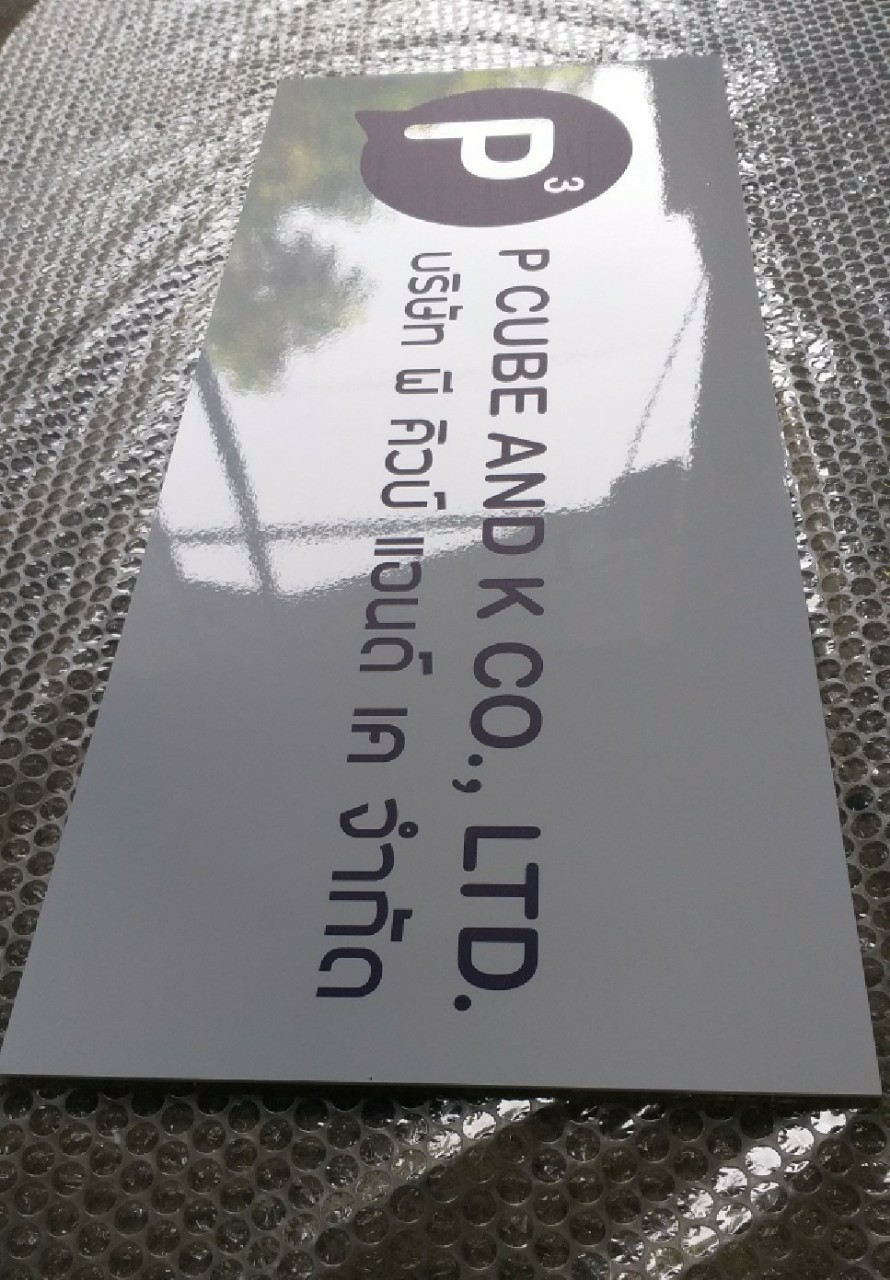 P3
P CUBE AND K CO., LTD.
บริษัท พี คิวบ์ แอนด์ เค จำกัด